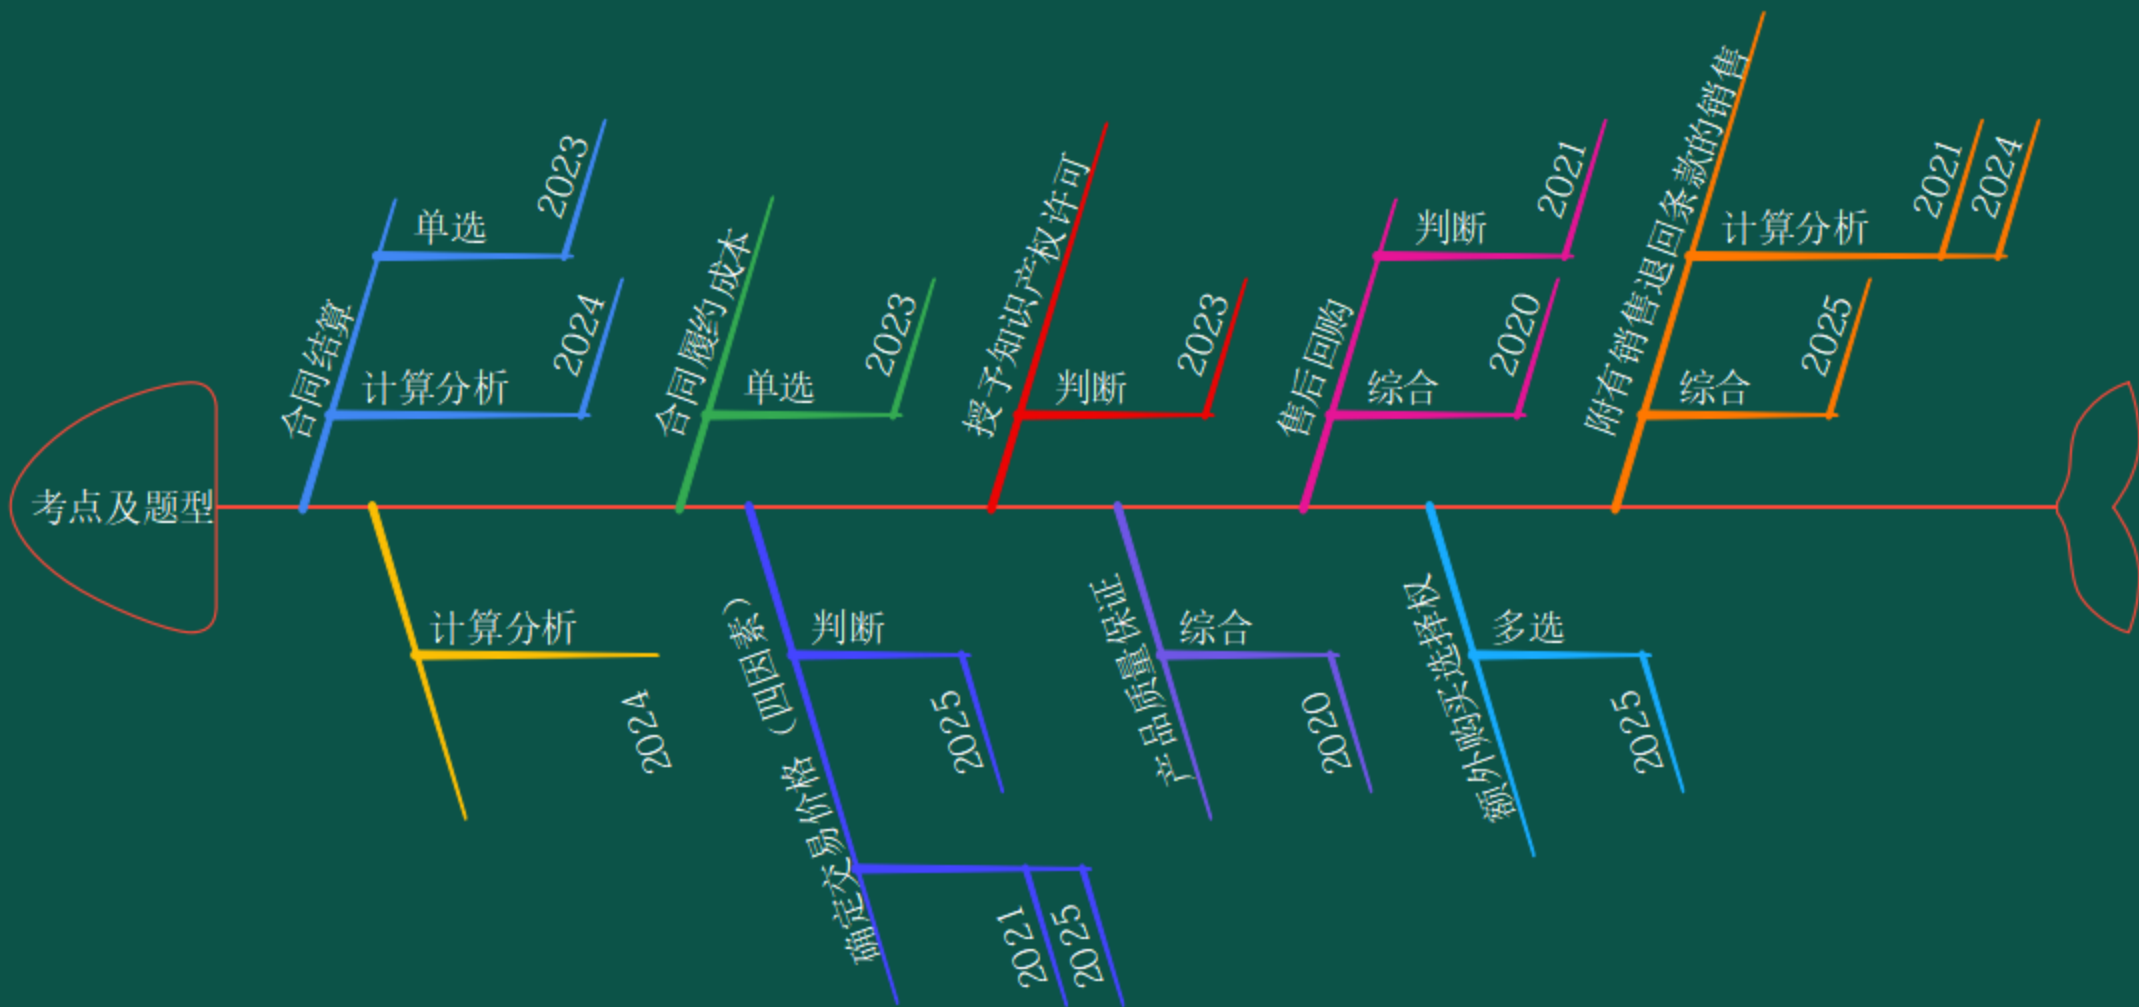 考点及题型
合同结算
单选
2023
计算分析
2024
合同履约成本
单选
2023
授予知识产权许可
判断
2023
售后回购
判断
2021
综合
2020
附有销售退回条款的销售
计算分析
2021
2024
综合
2025
计算分析
2024
确定交易价格（四因素）
判断
2025
2021
2025
产品质量保证
综合
2020
额外购买选择权
多选
2025